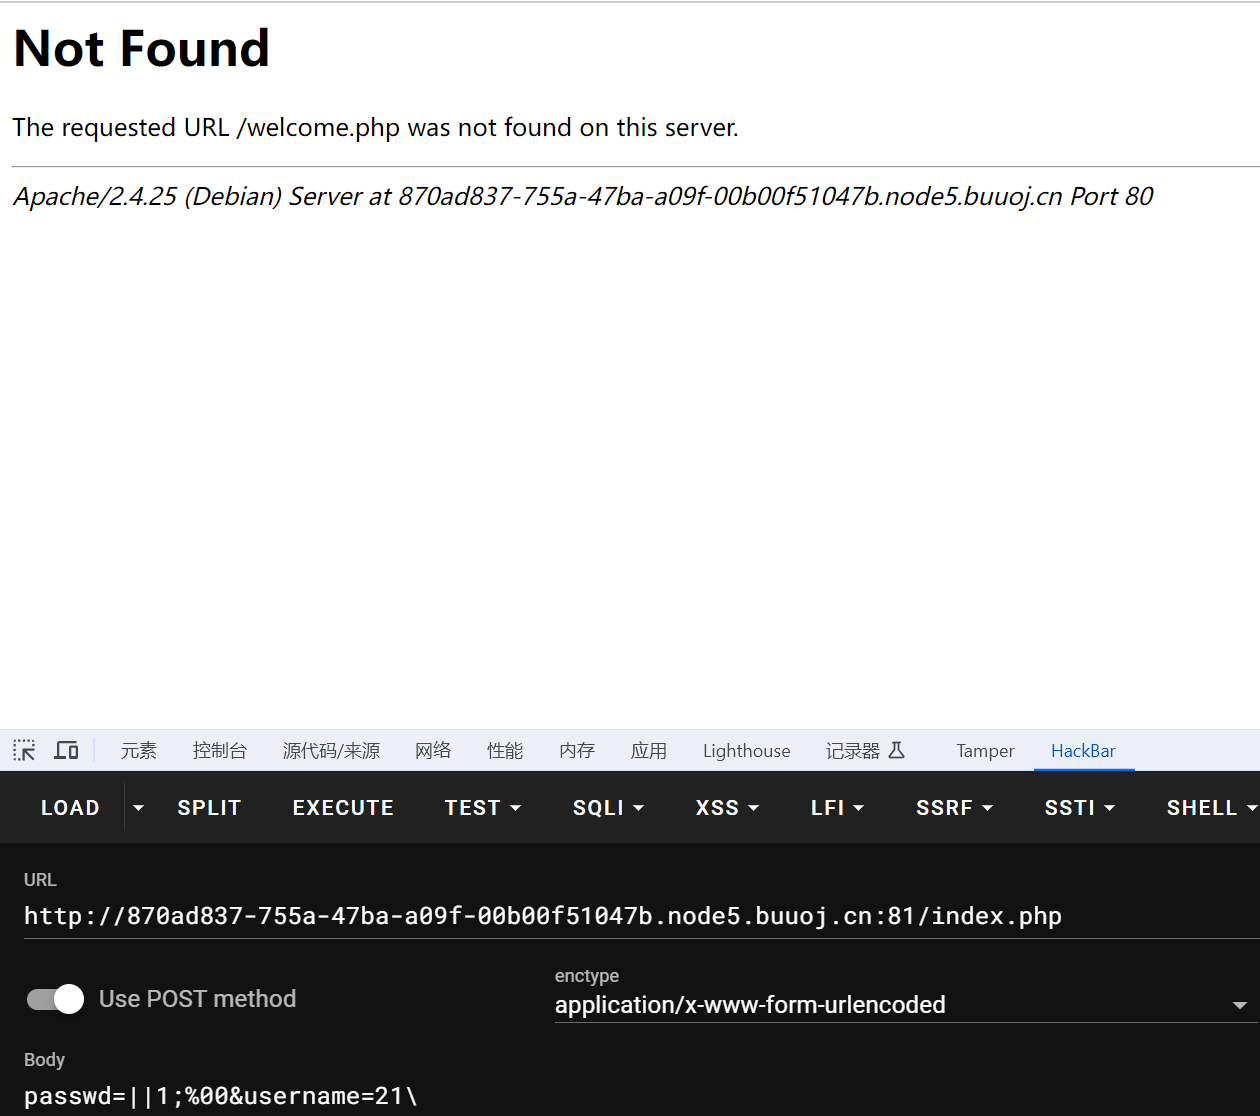 Not Found
The requested URL /welcome.php was not found on this server.
Apache/2.4.25 (Debian) Server at 870ad837-755a-47ba-a09f-00b00f51047b.node5.buuoj.cn Port 80
元素 控制台 源代码/来源 网络 性能 内存 应用 Lighthouse 记录器 Tamper HackBar
LOAD SPLIT EXECUTE TEST SQLI XSS LFI SSRF SSTI SHELL
URL
http://870ad837-755a-47ba-a09f-00b00f51047b.node5.buuoj.cn:81/index.php
Use POST method
enctype
application/x-www-form-urlencoded
Body
passwd=||1;%00&username=21\